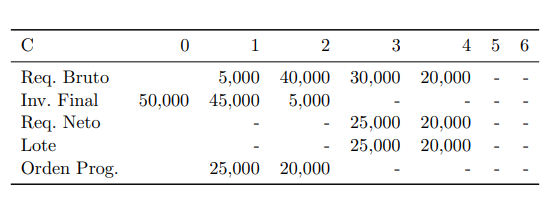 C 0 1 2 3 4 5 6
Req. Bruto 5,000 40,000 30,000 20,000 - -
Inv. Final 50,000 45,000 5,000 - - - -
Req. Neto - - 25,000 20,000 - -
Lote - - 25,000 20,000 - -
Orden Prog. 25,000 20,000 - - - -